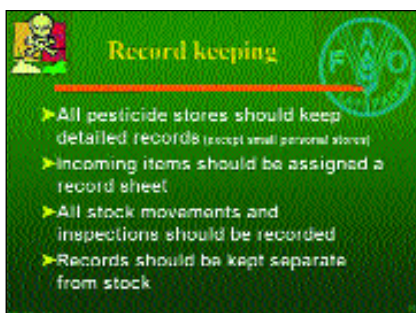 Record keeping
F A O
➤All pesticide stores should keep
detailed records (except small personal stores)
➤Incoming items should be assigned a
record sheet
➤All stock movements and
inspections should be recorded
➤Records should be kept separate
from stock